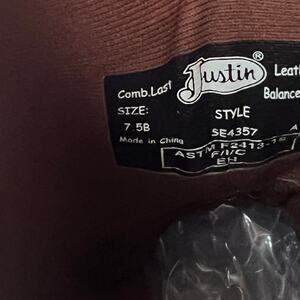 Justin®
Comb.Last
SIZE:
7.5B
Made in China
STYLE
SE4357
Balance
ASTM F2413-18
F/I/C
EH